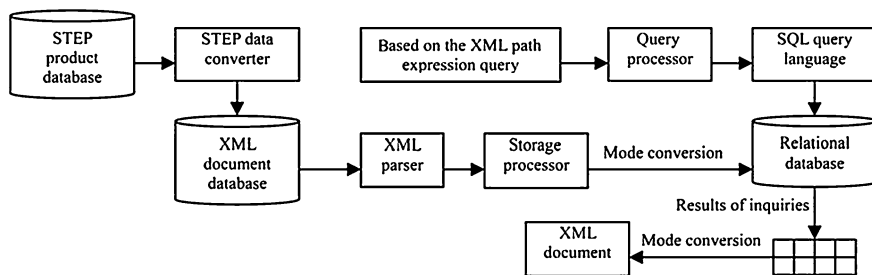 STEP
product
database
STEP data
converter
Based on the XML path
expression query
Query
processor
SQL query
language
XML
document
database
XML
parser
Storage
processor
Mode conversion
Relational
database
Results of inquiries
XML
document
Mode conversion